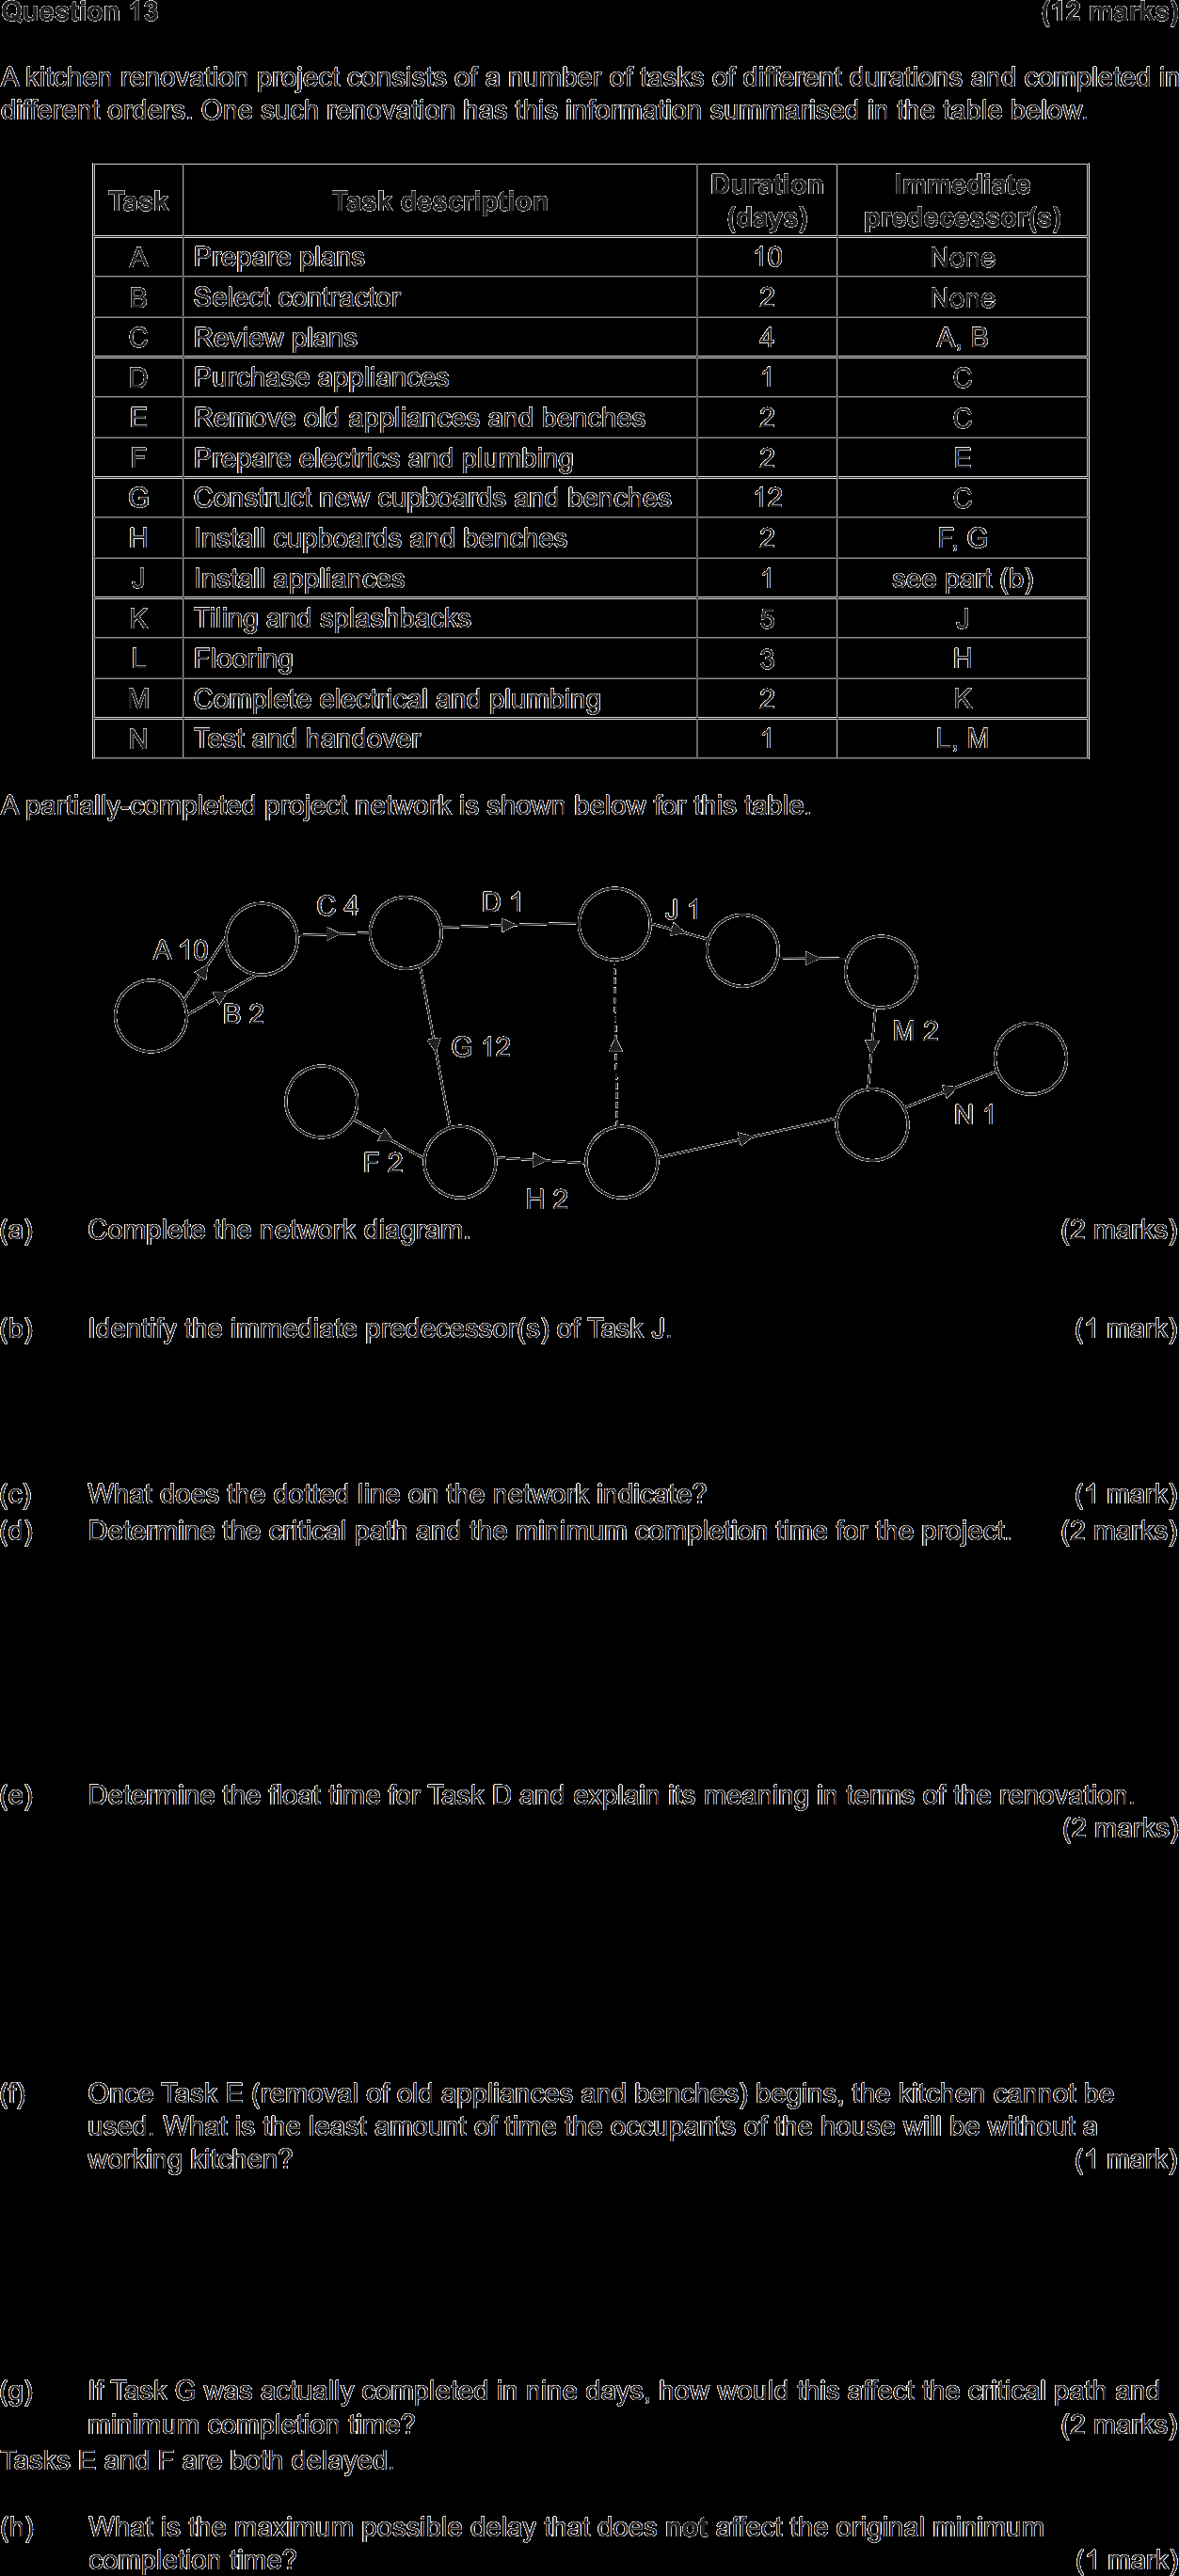 Question 13 (12 marks)
A kitchen renovation project consists of a number of tasks of different durations and completed in
different orders. One such renovation has this information summarised in the table below.
Task Task description Duration (days) Immediate predecessor(s)
A Prepare plans 10 None
B Select contractor 2 None
C Review plans 4 A, B
D Purchase appliances 1 C
E Remove old appliances and benches 2 C
F Prepare electrics and plumbing 2 E
G Construct new cupboards and benches 12 C
H Install cupboards and benches 2 F, G
J Install appliances 1 see part (b)
K Tiling and splashbacks 5 J
L Flooring 3 H
M Complete electrical and plumbing 2 K
N Test and handover 1 L, M
A partially-completed project network is shown below for this table.
C 4
D 1
J 1
A 10
B 2
M 2
G 12
N 1
F 2
H 2
(a) Complete the network diagram. (2 marks)
(b) Identify the immediate predecessor(s) of Task J. (1 mark)
(c) What does the dotted line on the network indicate? (1 mark)
(d) Determine the critical path and the minimum completion time for the project. (2 marks)
(e) Determine the float time for Task D and explain its meaning in terms of the renovation.
(2 marks)
(f) Once Task E (removal of old appliances and benches) begins, the kitchen cannot be
used. What is the least amount of time the occupants of the house will be without a
working kitchen? (1 mark)
(g) If Task G was actually completed in nine days, how would this affect the critical path and
minimum completion time? (2 marks)
Tasks E and F are both delayed.
(h) What is the maximum possible delay that does not affect the original minimum
completion time? (1 mark)